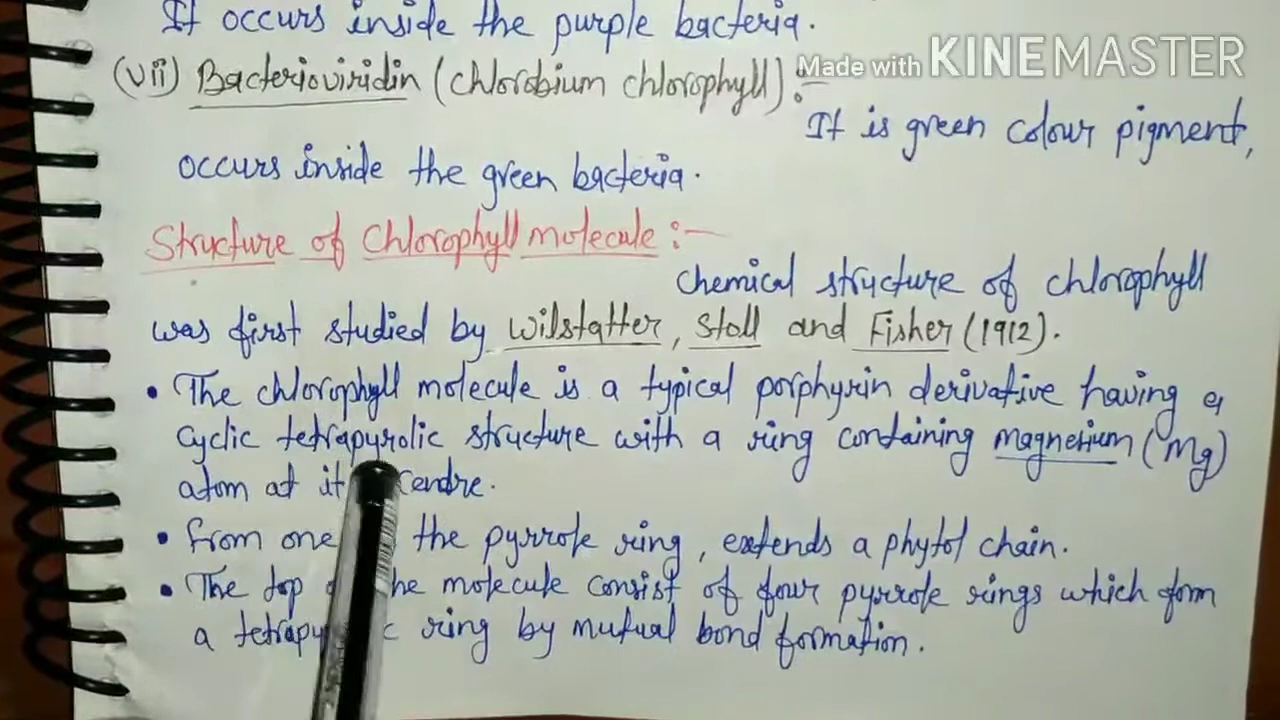 It occurs inside the purple bacteria.
Made with KINEMASTER
(vii) Bacterioviridin (chlorobium chlorophyll) :-
It is green colour pigment,
occurs inside the green bacteria.
Structure of Chlorophyll molecule :-
Chemical structure of chlorophyll
was first studied by Wilstatter, Stoll and Fisher (1912).
• The chlorophyll molecule is a typical porphyrin derivative having a
cyclic tetrapyrolic structure with a ring containing magnesium (Mg)
atom at centre.
• From one the pyrrole ring, extends a phytol chain.
• The top molecule consist of four pyrrole rings which form
a ring by mutual bond formation.